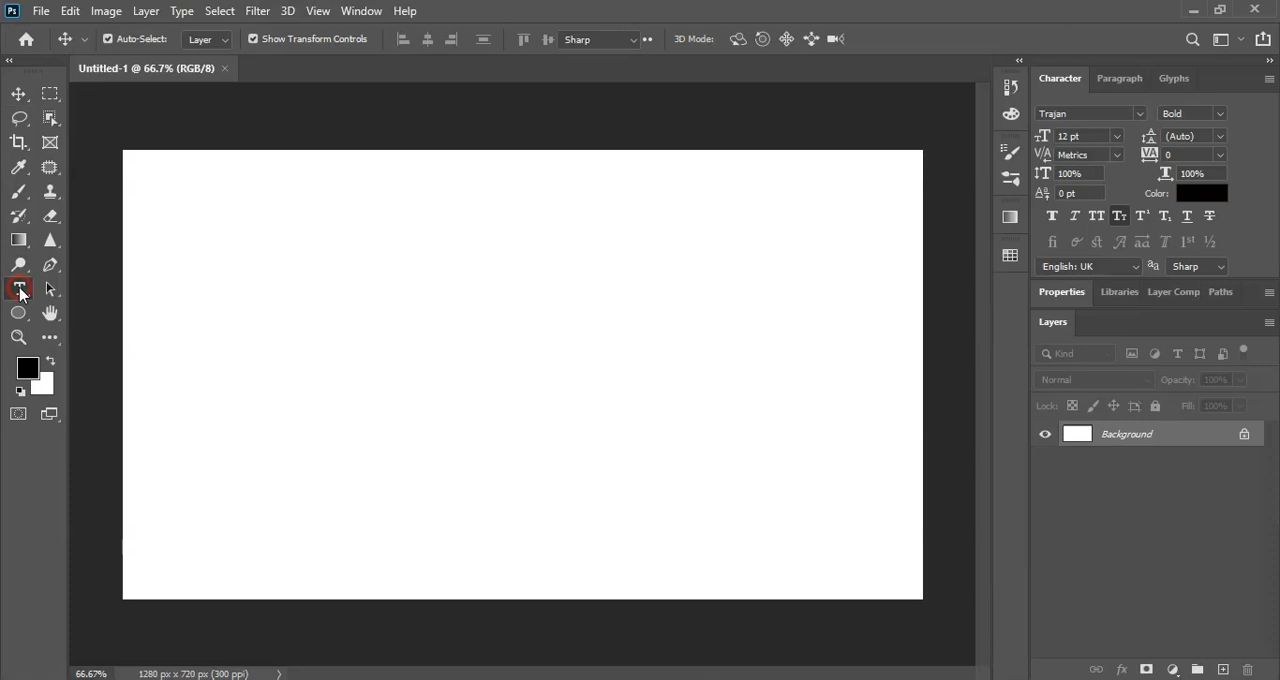 Ps File Edit Image Layer Type Select Filter 3D View Window Help
Auto-Select: Layer Show Transform Controls Sharp 3D Mode:
Untitled-1 @ 66.7% (RGB/8)
Character Paragraph Glyphs
Trajan Bold
12 pt (Auto)
Metrics 0
100% 100%
0 pt Color:
English: UK Sharp
Properties Libraries Layer Comp Paths
Layers
Kind
Normal Opacity: 100%
Lock: Fill: 100%
Background
66.67% 1280 px x 720 px (300 ppi)